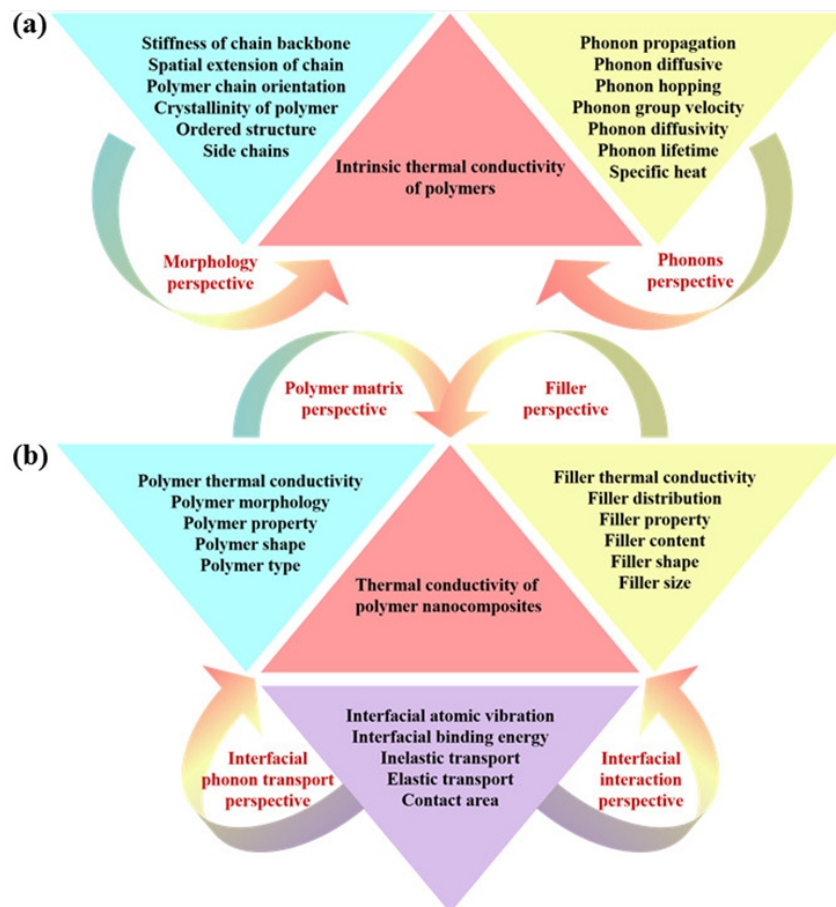 (a)
Stiffness of chain backbone
Spatial extension of chain
Polymer chain orientation
Crystallinity of polymer
Ordered structure
Side chains
Intrinsic thermal conductivity
of polymers
Phonon propagation
Phonon diffusive
Phonon hopping
Phonon group velocity
Phonon diffusivity
Phonon lifetime
Specific heat
Morphology
perspective
Phonons
perspective
Polymer matrix
perspective
Filler
perspective
(b)
Polymer thermal conductivity
Polymer morphology
Polymer property
Polymer shape
Polymer type
Thermal conductivity of
polymer nanocomposites
Filler thermal conductivity
Filler distribution
Filler property
Filler content
Filler shape
Filler size
Interfacial
phonon transport
perspective
Interfacial atomic vibration
Interfacial binding energy
Inelastic transport
Elastic transport
Contact area
Interfacial
interaction
perspective